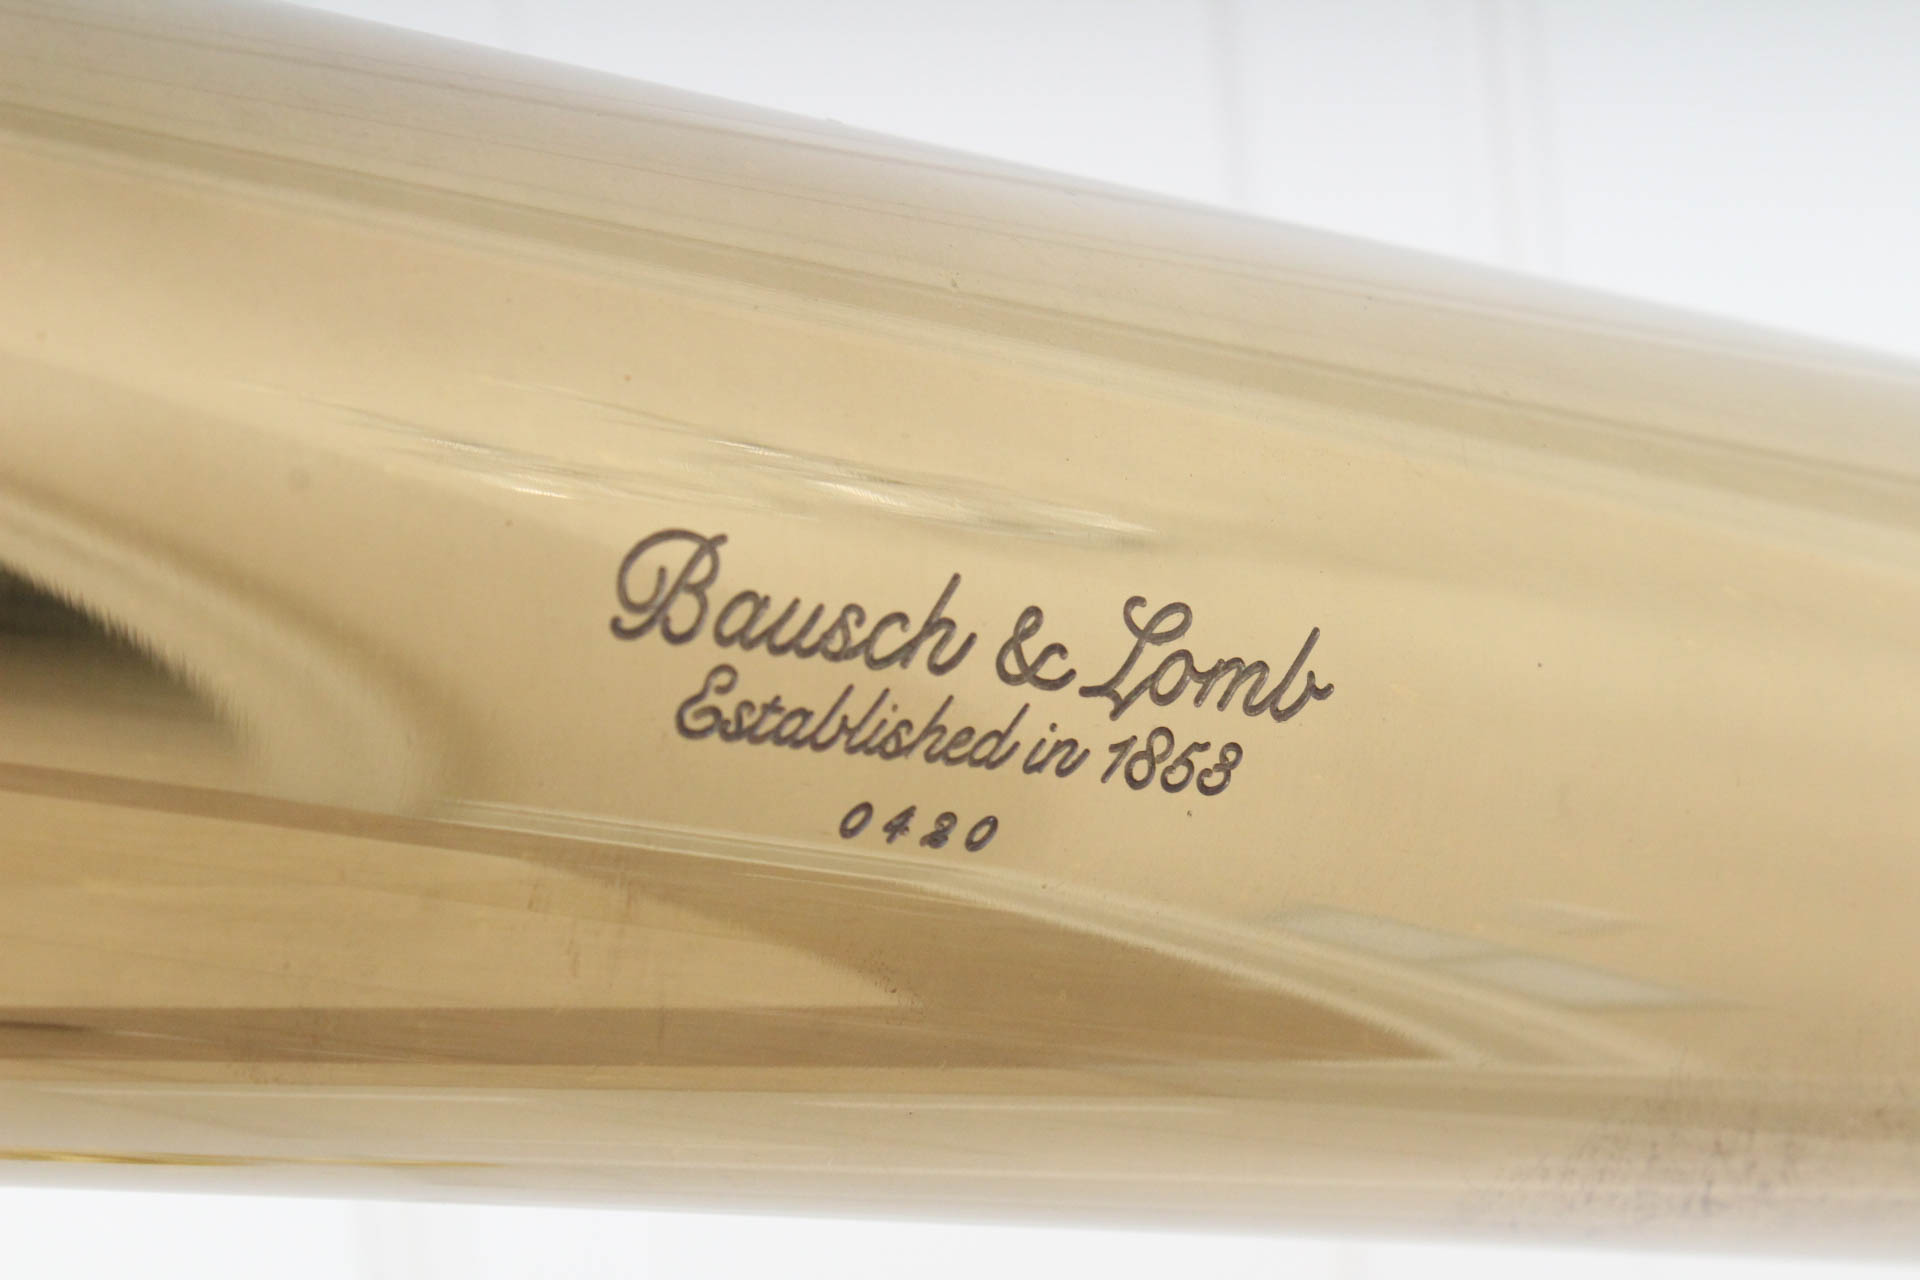 Bausch & Lomb
Established in 1853
0420